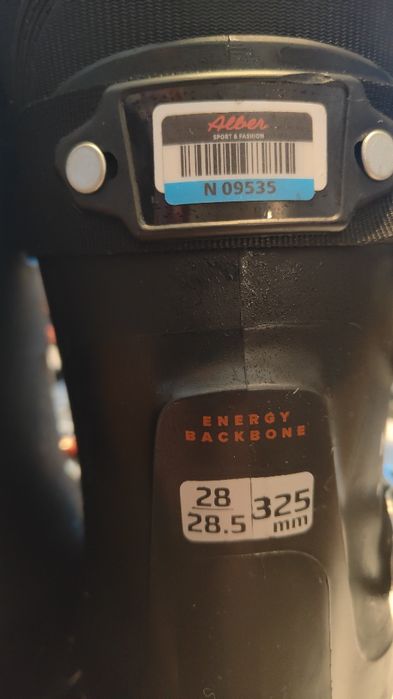 Alber
SPORT & FASHION
N 09535
ENERGY
BACKBONE
28
28.5
325
mm